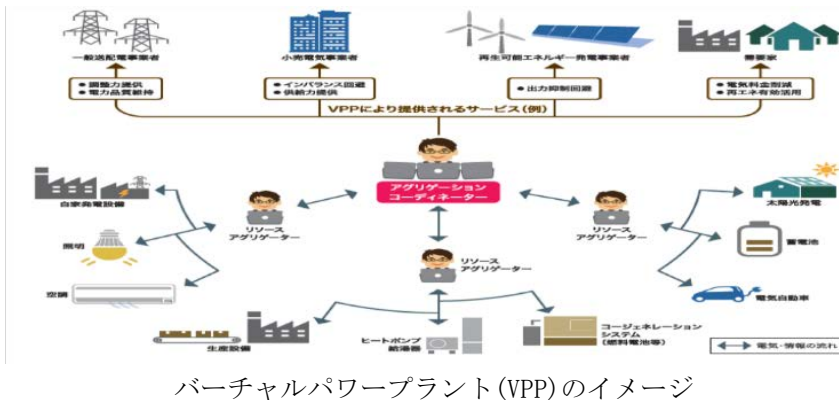 一般送配電事業者
小売電気事業者
再生可能エネルギー発電事業者
需要家
●調整力提供
●電力品質維持
●インバランス回避
●供給力提供
●出力抑制回避
●電気料金削減
●再エネ有効活用
VPPにより提供されるサービス(例)
アグリゲーション
コーディネーター
自家発電設備
リソース
アグリゲーター
リソース
アグリゲーター
太陽光発電
照明
リソース
アグリゲーター
蓄電池
空調
電気自動車
生産設備
ヒートポンプ
給湯器
コージェネレーション
システム
(燃料電池等)
電気・情報の流れ
バーチャルパワープラント(VPP)のイメージ